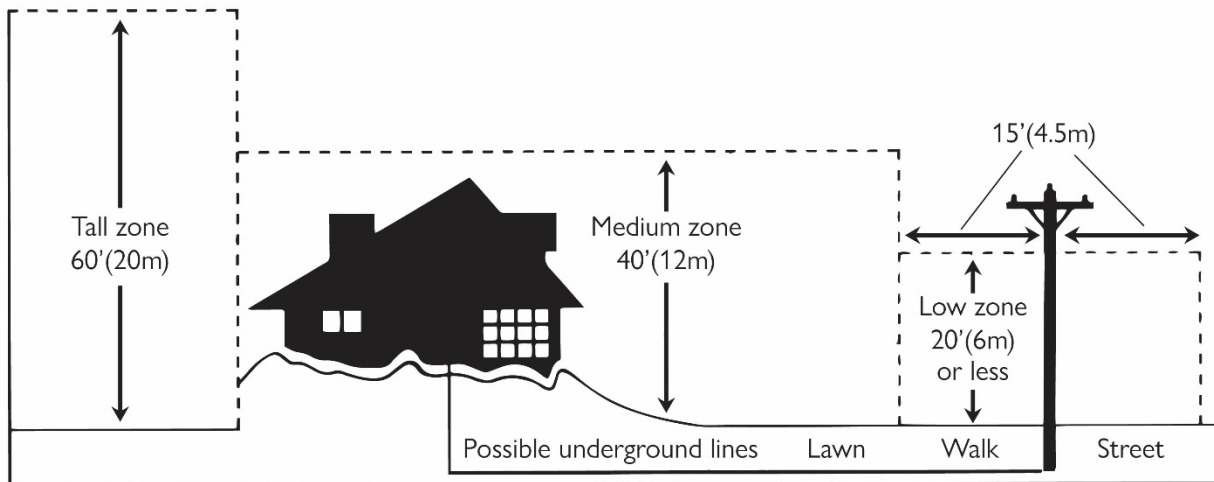 15’(4.5m)
Tall zone
60’(20m)
Medium zone
40’(12m)
Low zone
20’(6m)
or less
Possible underground lines
Lawn
Walk
Street